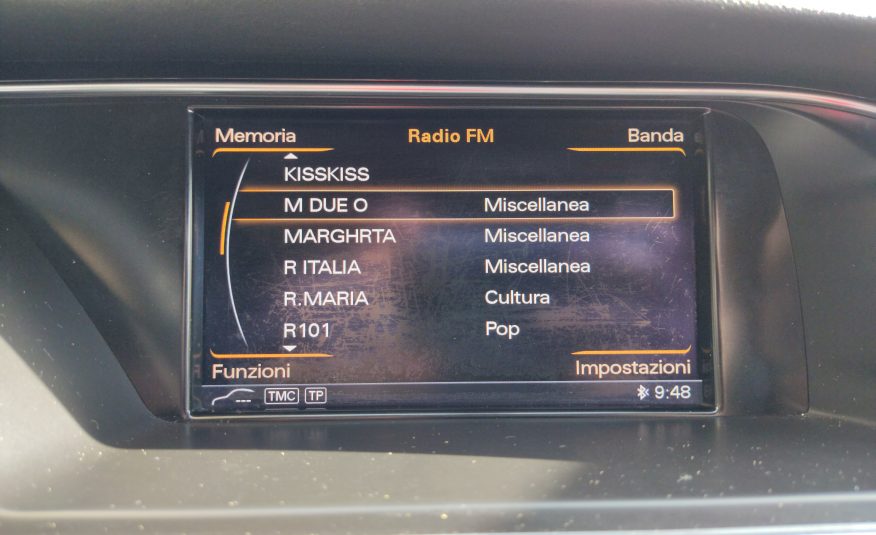 Memoria Radio FM Banda
KISSKISS
M DUE O Miscellanea
MARGHRTA Miscellanea
R ITALIA Miscellanea
R.MARIA Cultura
R101 Pop
Funzioni Impostazioni
--- TMC TP 9:48